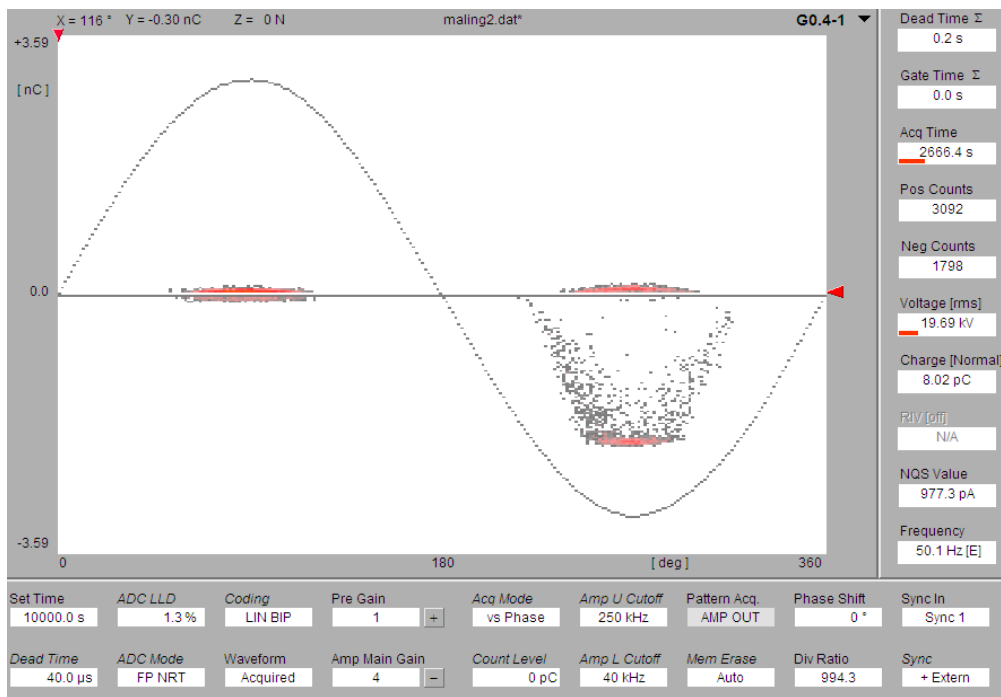 X = 116 ° Y = -0.30 nC Z = 0 N maling2.dat* G0.4-1
+3.59
[ nC ]
0.0
-3.59
0 180 [ deg ] 360
Dead Time Σ
0.2 s
Gate Time Σ
0.0 s
Acq Time
2666.4 s
Pos Counts
3092
Neg Counts
1798
Voltage [rms]
19.69 kV
Charge [Normal]
8.02 pC
RIV [off]
N/A
NQS Value
977.3 pA
Frequency
50.1 Hz [E]
Set Time ADC LLD Coding Pre Gain Acq Mode Amp U Cutoff Pattern Acq. Phase Shift Sync In
10000.0 s 1.3 % LIN BIP 1 + vs Phase 250 kHz AMP OUT 0 ° Sync 1
Dead Time ADC Mode Waveform Amp Main Gain Count Level Amp L Cutoff Mem Erase Div Ratio Sync
40.0 µs FP NRT Acquired 4 − 0 pC 40 kHz Auto 994.3 + Extern